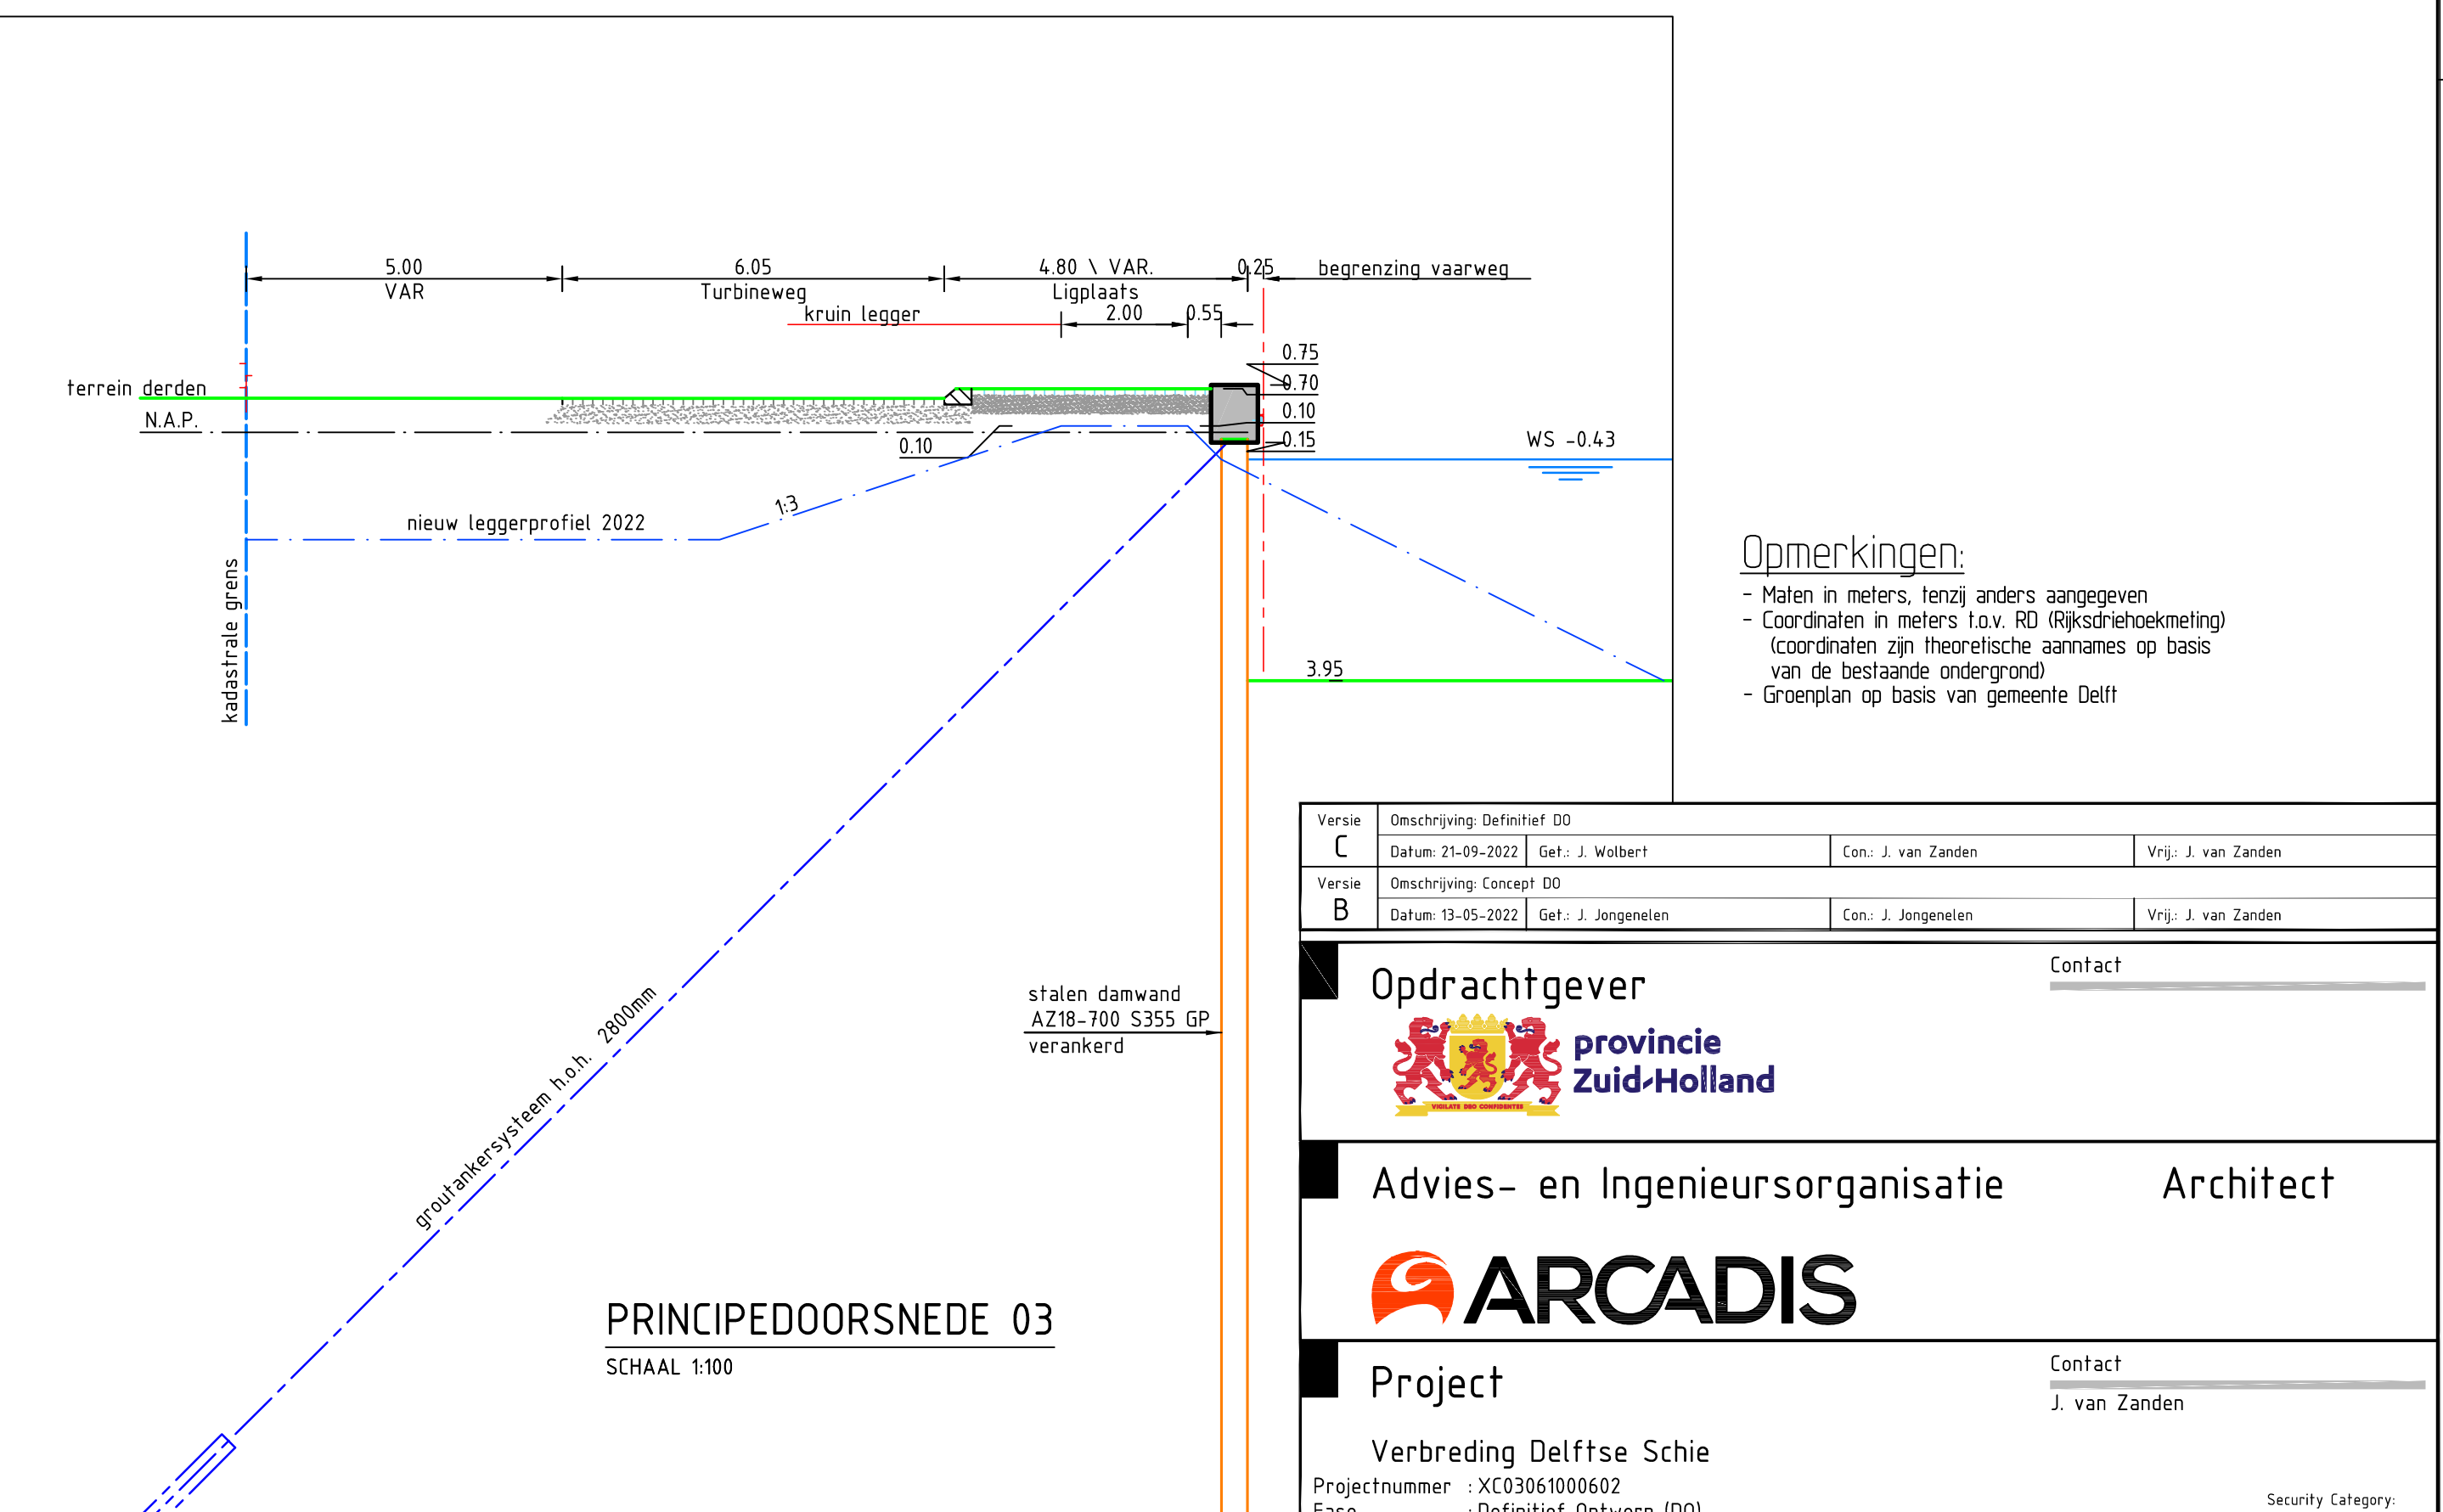 5.00
VAR
6.05
Turbineweg
4.80 \ VAR.
Ligplaats
0.25
begrenzing vaarweg
kruin legger
2.00
0.55
0.75
0.70
0.10
0.15
terrein derden
N.A.P.
0.10
WS -0.43
1:3
nieuw leggerprofiel 2022
kadastrale grens
3.95
groutankersysteem h.o.h. 2800mm
stalen damwand
AZ18-700 S355 GP
verankerd
PRINCIPEDOORSNEDE 03
SCHAAL 1:100
Opmerkingen:
- Maten in meters, tenzij anders aangegeven
- Coordinaten in meters t.o.v. RD (Rijksdriehoekmeting)
(coordinaten zijn theoretische aannames op basis
van de bestaande ondergrond)
- Groenplan op basis van gemeente Delft
Versie
C
Omschrijving: Definitief DO
Datum: 21-09-2022 Get.: J. Wolbert Con.: J. van Zanden Vrij.: J. van Zanden
Versie
B
Omschrijving: Concept DO
Datum: 13-05-2022 Get.: J. Jongenelen Con.: J. Jongenelen Vrij.: J. van Zanden
Opdrachtgever
Contact
provincie
Zuid-Holland
VIGILATE DEO CONFIDENTES
Advies- en Ingenieursorganisatie
Architect
ARCADIS
Project
Contact
J. van Zanden
Verbreding Delftse Schie
Projectnummer : XC03061000602
Fase : Definitief Ontwerp (DO)
Security Category: